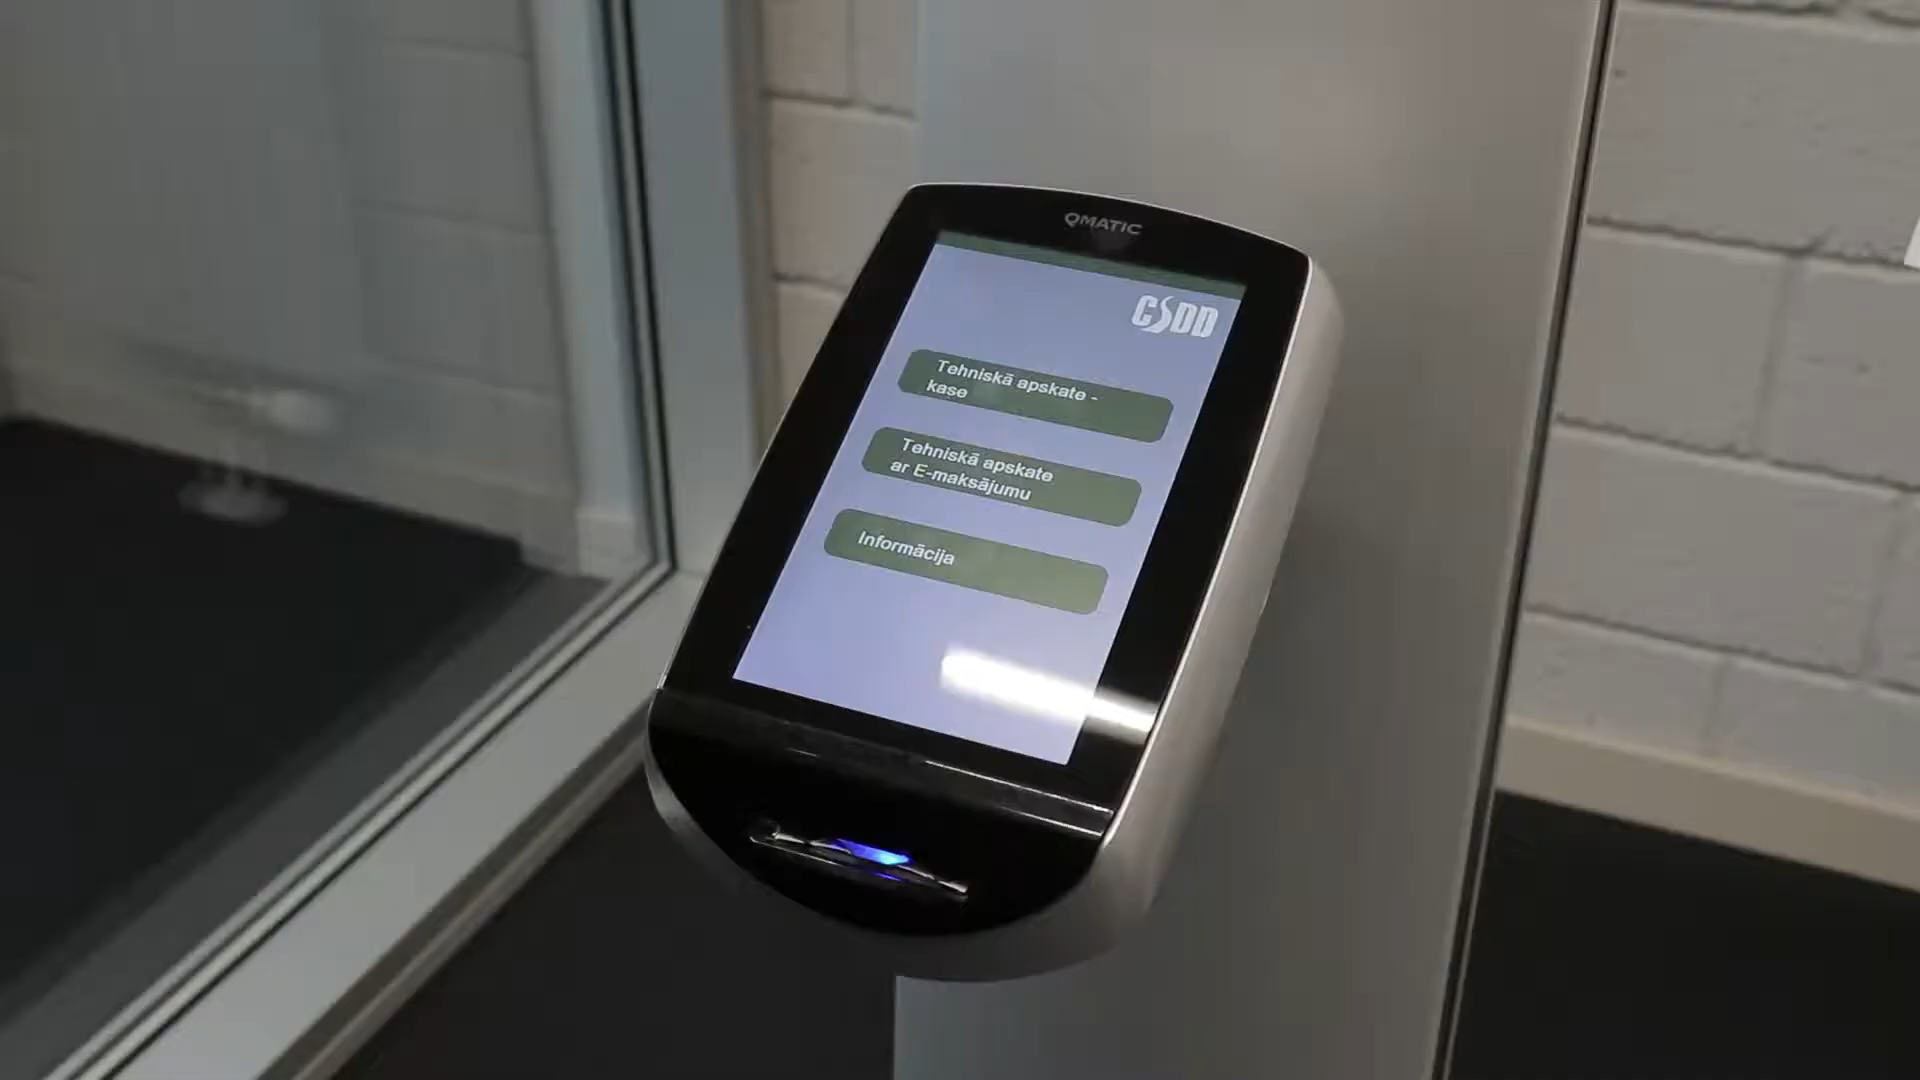 QMATIC
CSDD
Tehniskā apskate -
kase
Tehniskā apskate
ar E-maksājumu
Informācija